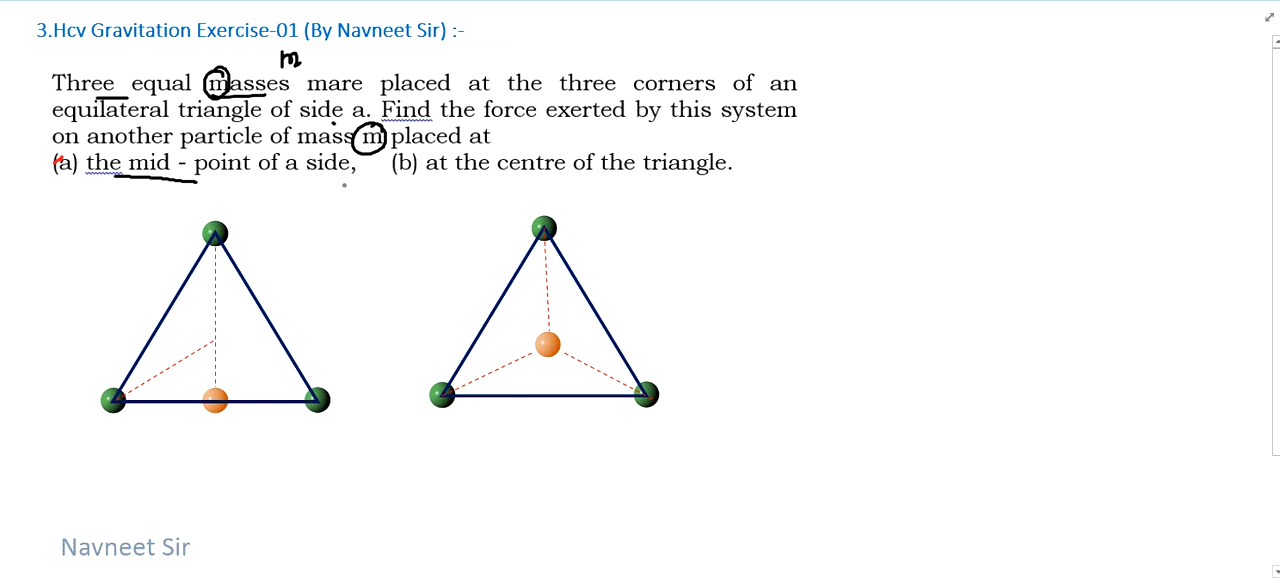 3.Hcv Gravitation Exercise-01 (By Navneet Sir) :-
m
Three equal masses mare placed at the three corners of an
equilateral triangle of side a. Find the force exerted by this system
on another particle of mass m placed at
(a) the mid - point of a side, (b) at the centre of the triangle.
Navneet Sir